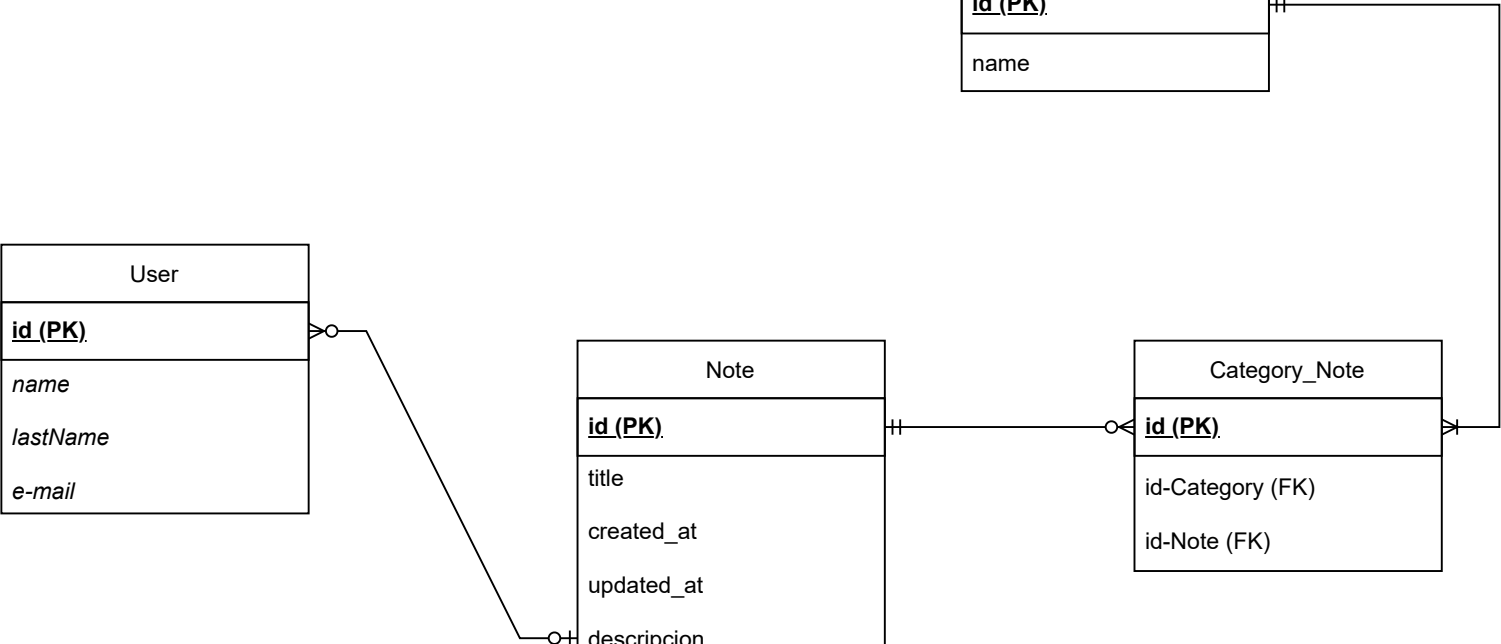 id (PK)
name
User
id (PK)
name
lastName
e-mail
Note
id (PK)
title
created_at
updated_at
descripcion
Category_Note
id (PK)
id-Category (FK)
id-Note (FK)